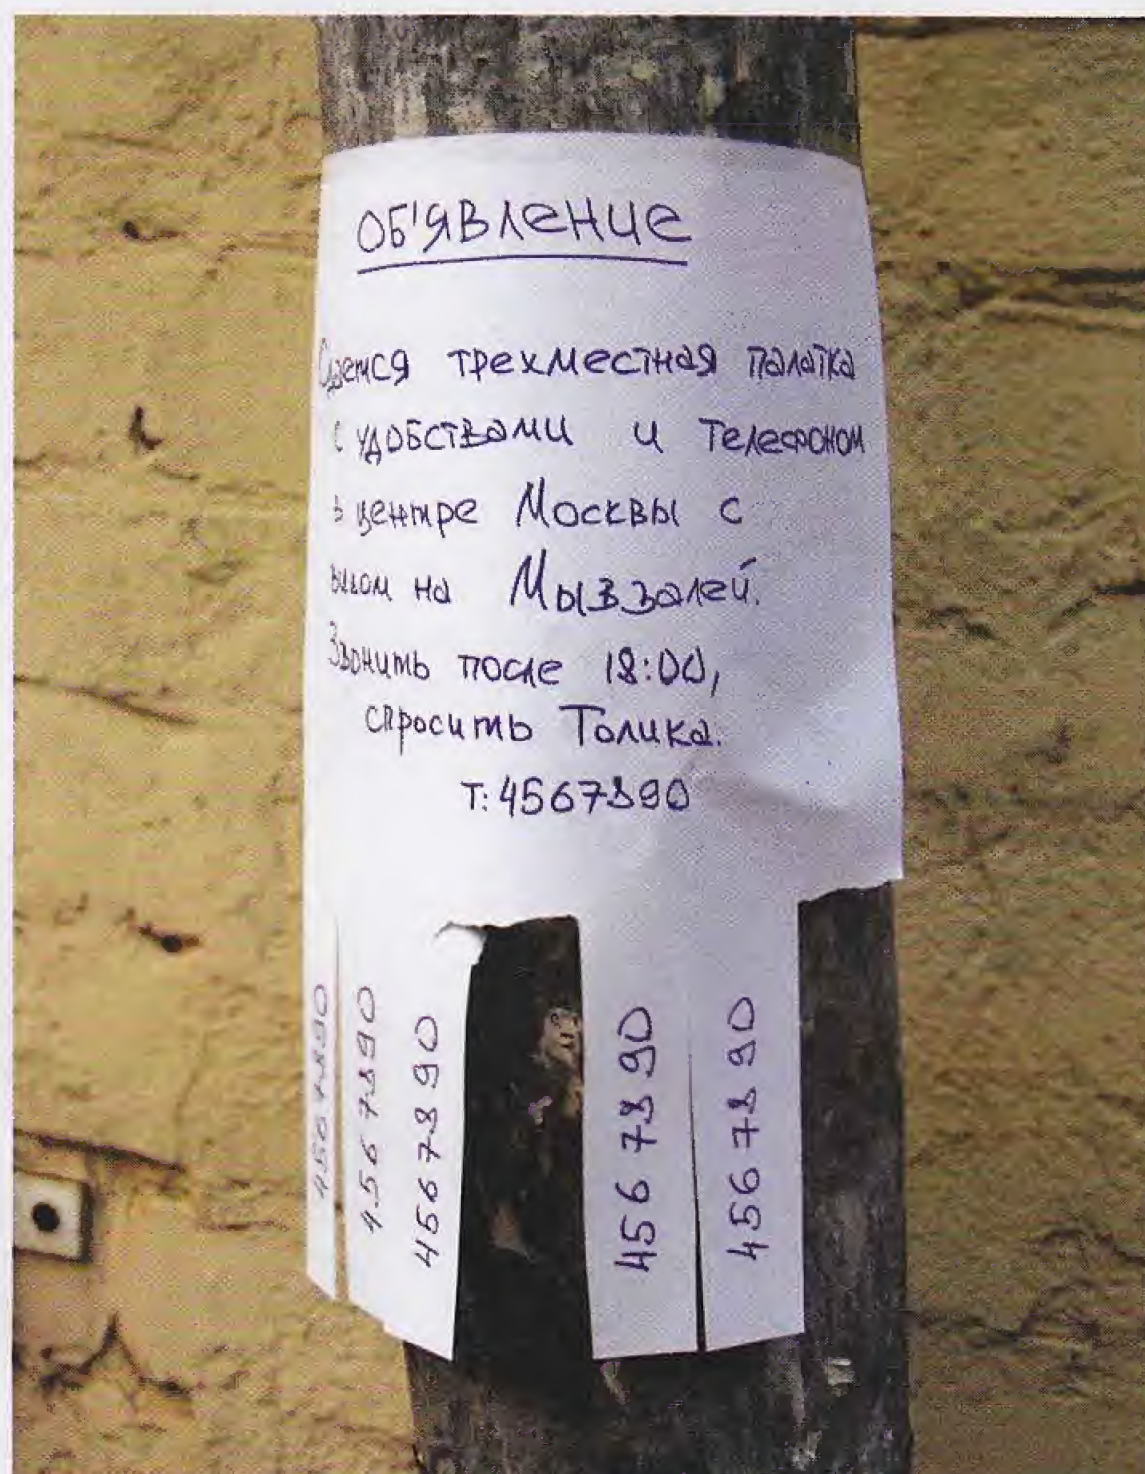 ОБ'ЯВЛЕНИЕ
Сдается трехместная палатка
с удобствами и телефоном
в центре Москвы с
видом на Мывзалей.
Звонить после 18:00,
спросить Толика.
Т: 4567890
4567890
4567890
4567890
4567890
4567890